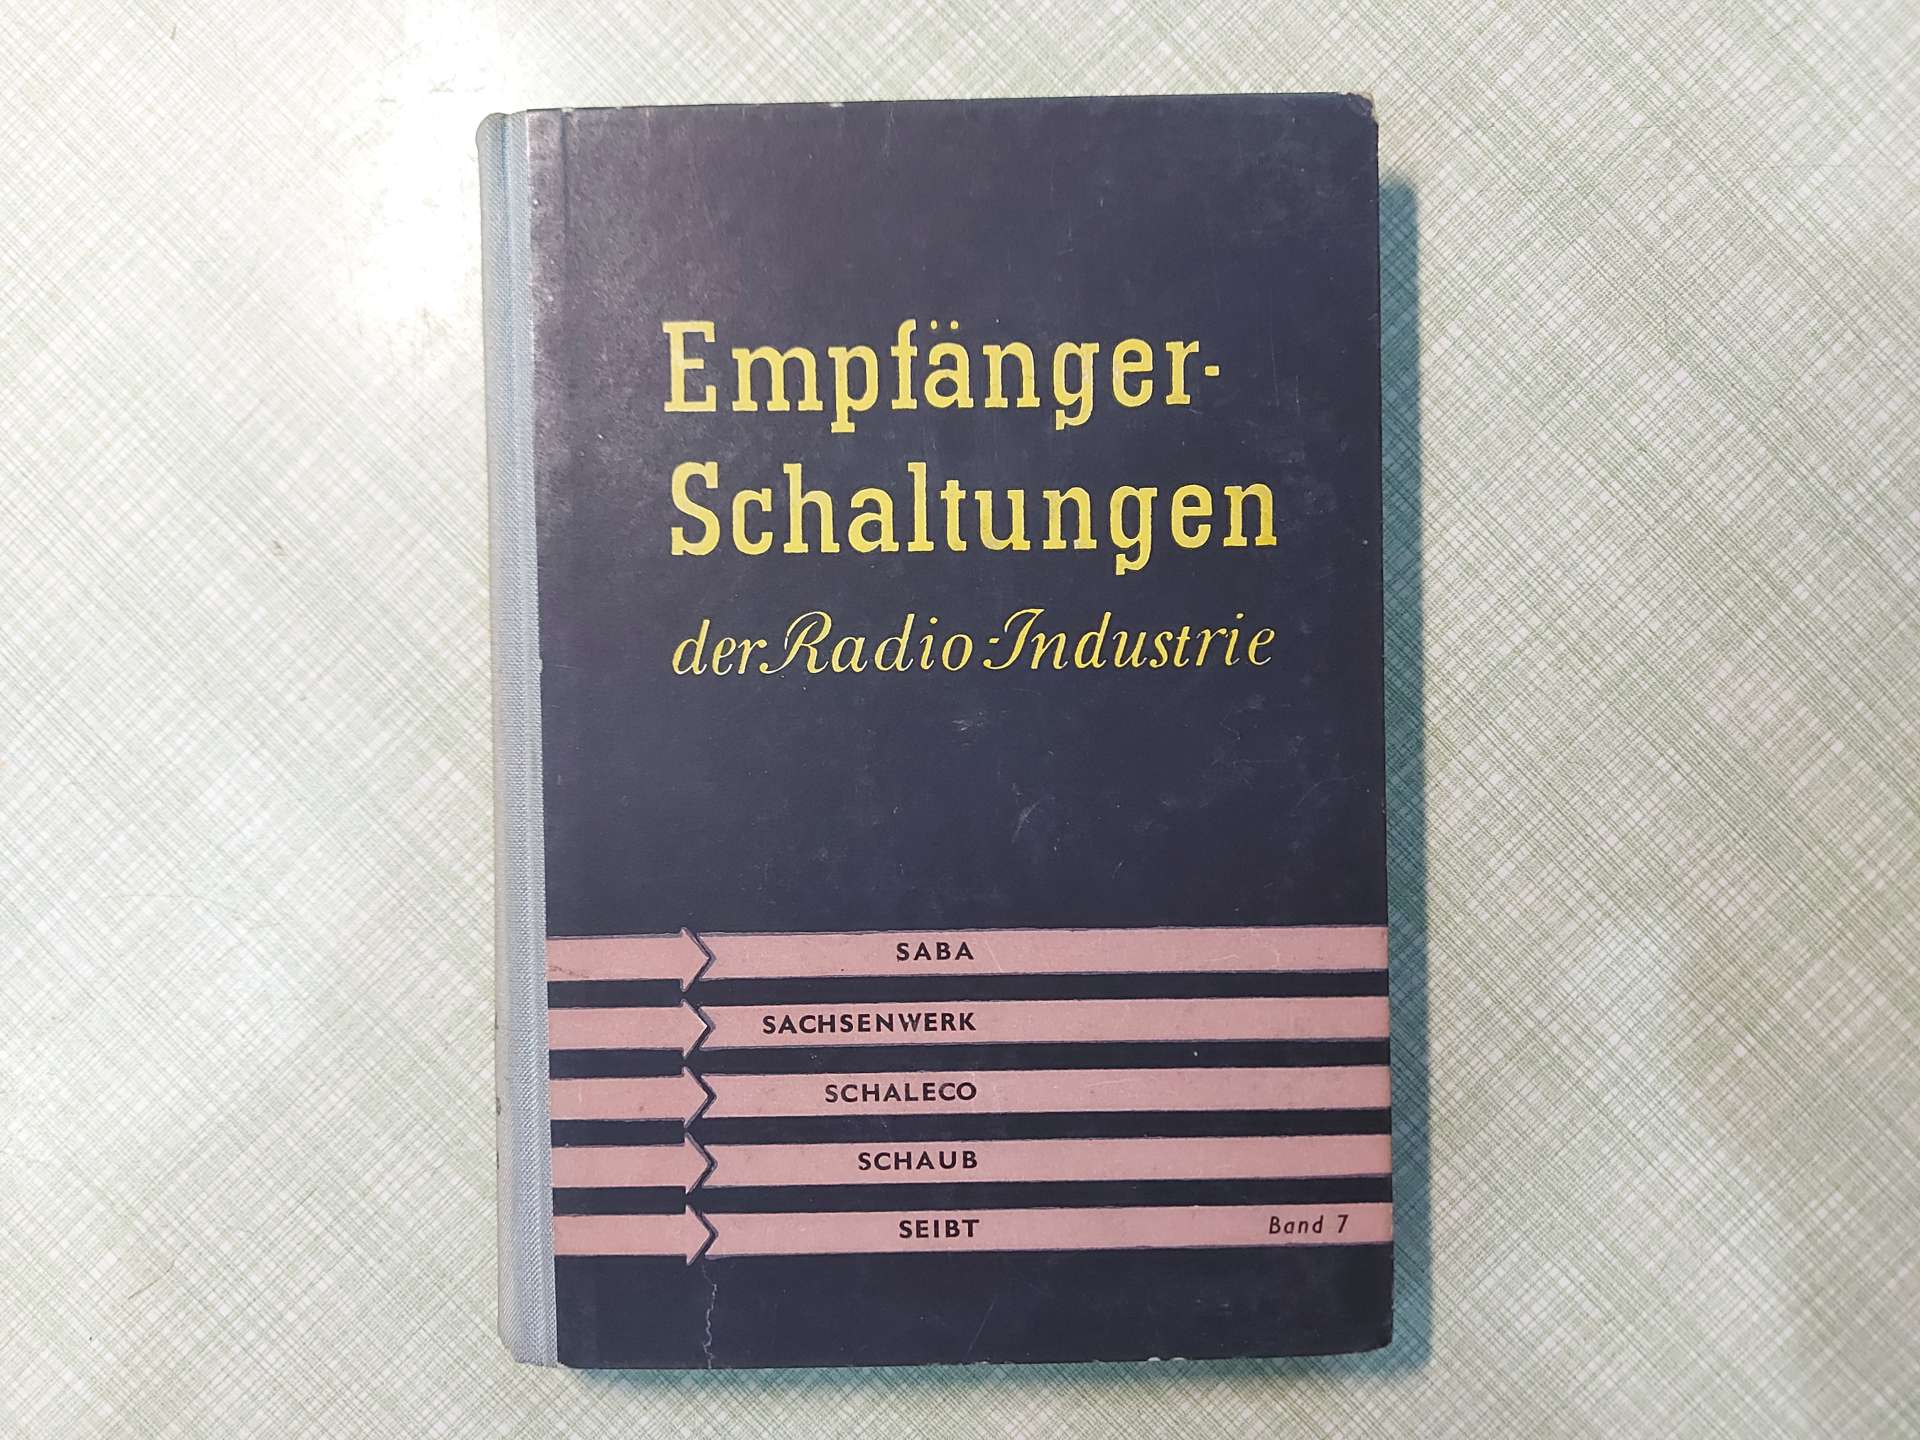 Empfänger-
Schaltungen
der Radio-Industrie
SABA
SACHSENWERK
SCHALECO
SCHAUB
SEIBT
Band 7